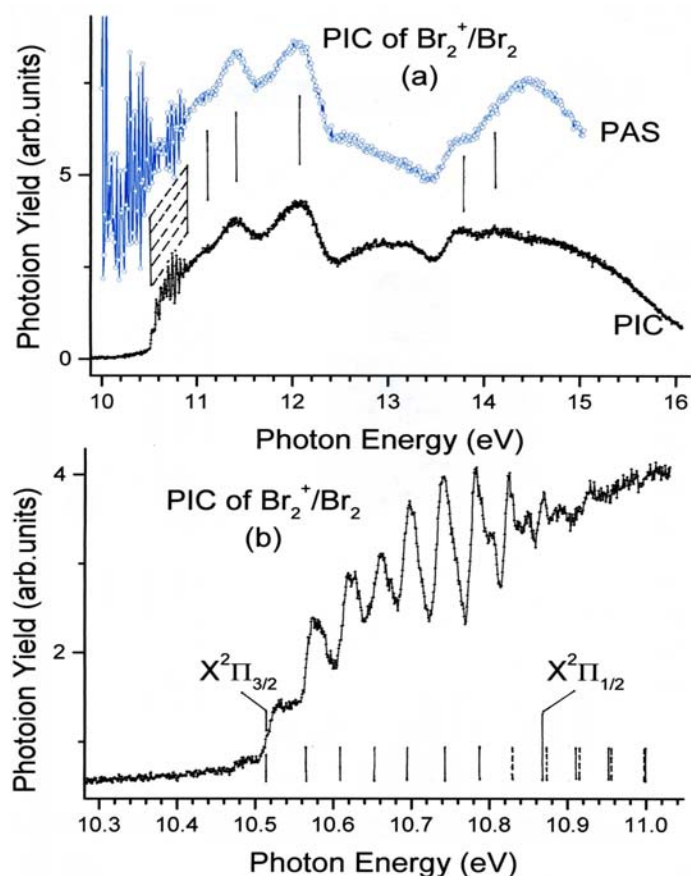 PIC of Br₂⁺/Br₂
(a)
PAS
PIC
Photoion Yield (arb.units)
5
0
10 11 12 13 14 15 16
Photon Energy (eV)
4
2
PIC of Br₂⁺/Br₂
(b)
X²Π₃/₂
X²Π₁/₂
Photoion Yield (arb.units)
10.3 10.4 10.5 10.6 10.7 10.8 10.9 11.0
Photon Energy (eV)